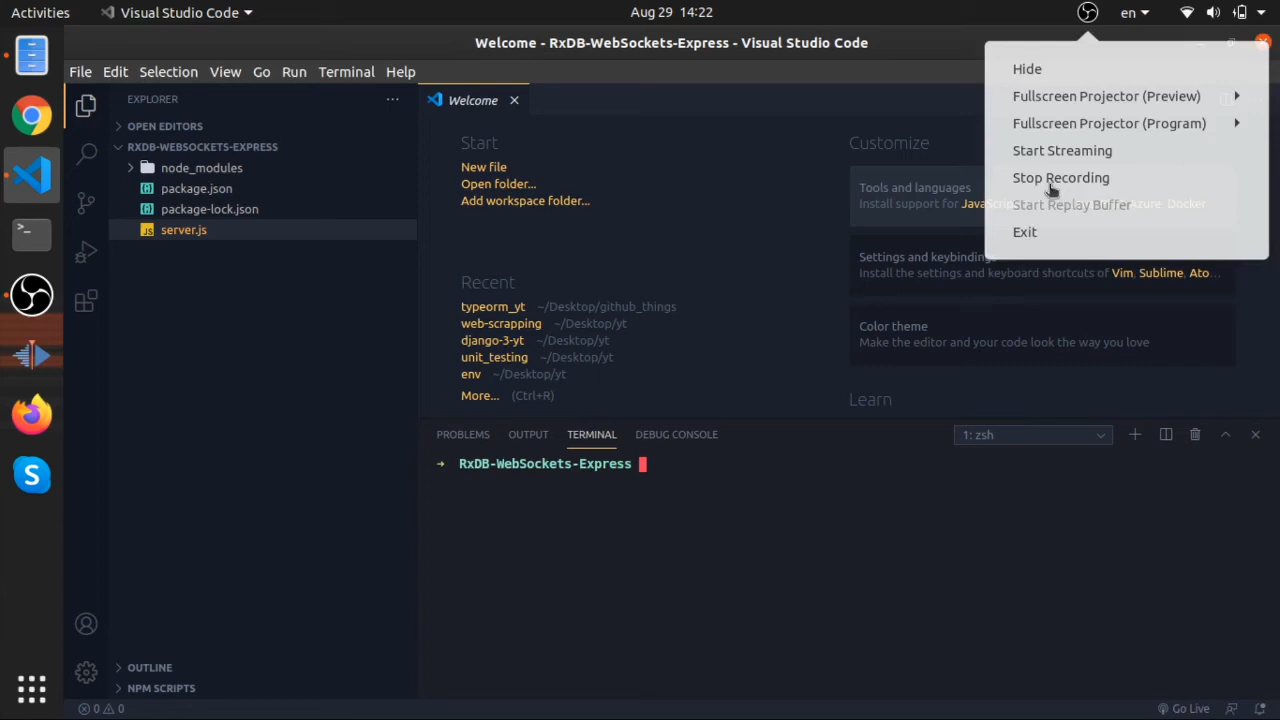 Activities
Visual Studio Code
Aug 29 14:22
en
Welcome - RxDB-WebSockets-Express - Visual Studio Code
File Edit Selection View Go Run Terminal Help
Hide
Fullscreen Projector (Preview)
Fullscreen Projector (Program)
Start Streaming
Stop Recording
Start Replay Buffer
Exit
EXPLORER
OPEN EDITORS
RXDB-WEBSOCKETS-EXPRESS
node_modules
package.json
package-lock.json
JS server.js
Welcome
Start
New file
Open folder...
Add workspace folder...
Recent
typeorm_yt ~/Desktop/github_things
web-scrapping ~/Desktop/yt
django-3-yt ~/Desktop/yt
unit_testing ~/Desktop/yt
env ~/Desktop/yt
More... (Ctrl+R)
Customize
Tools and languages
Install support for JavaScript Azure, Docker
Settings and keybindings
Install the settings and keyboard shortcuts of Vim, Sublime, Ato...
Color theme
Make the editor and your code look the way you love
Learn
PROBLEMS OUTPUT TERMINAL DEBUG CONSOLE
1: zsh
→ RxDB-WebSockets-Express
OUTLINE
NPM SCRIPTS
0 0
Go Live